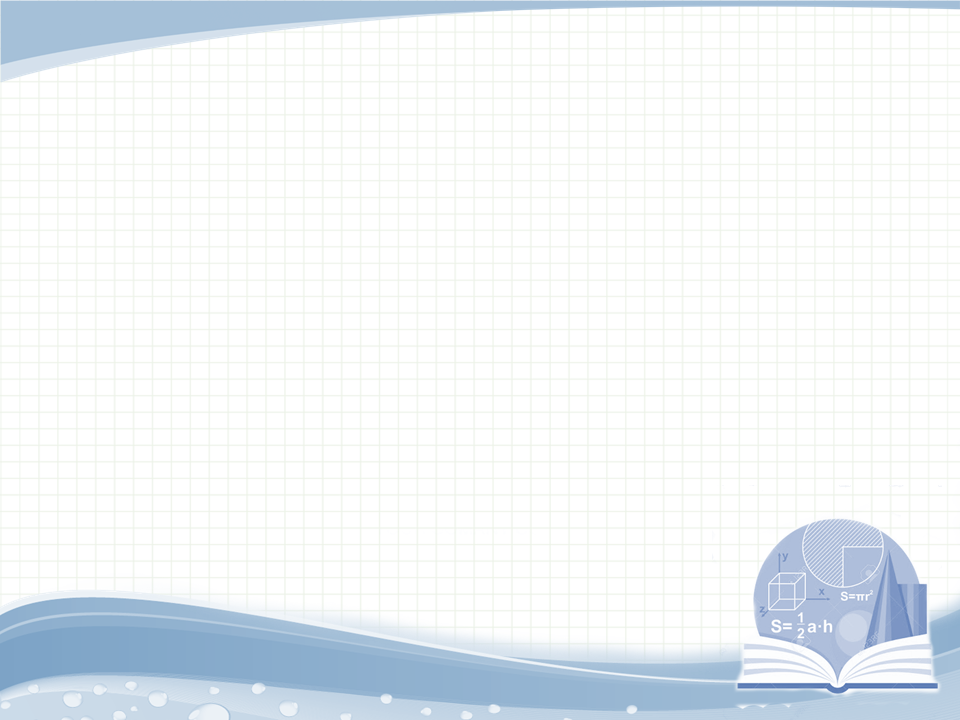 y
x
z
S=πr²
S= 1/2 a·h